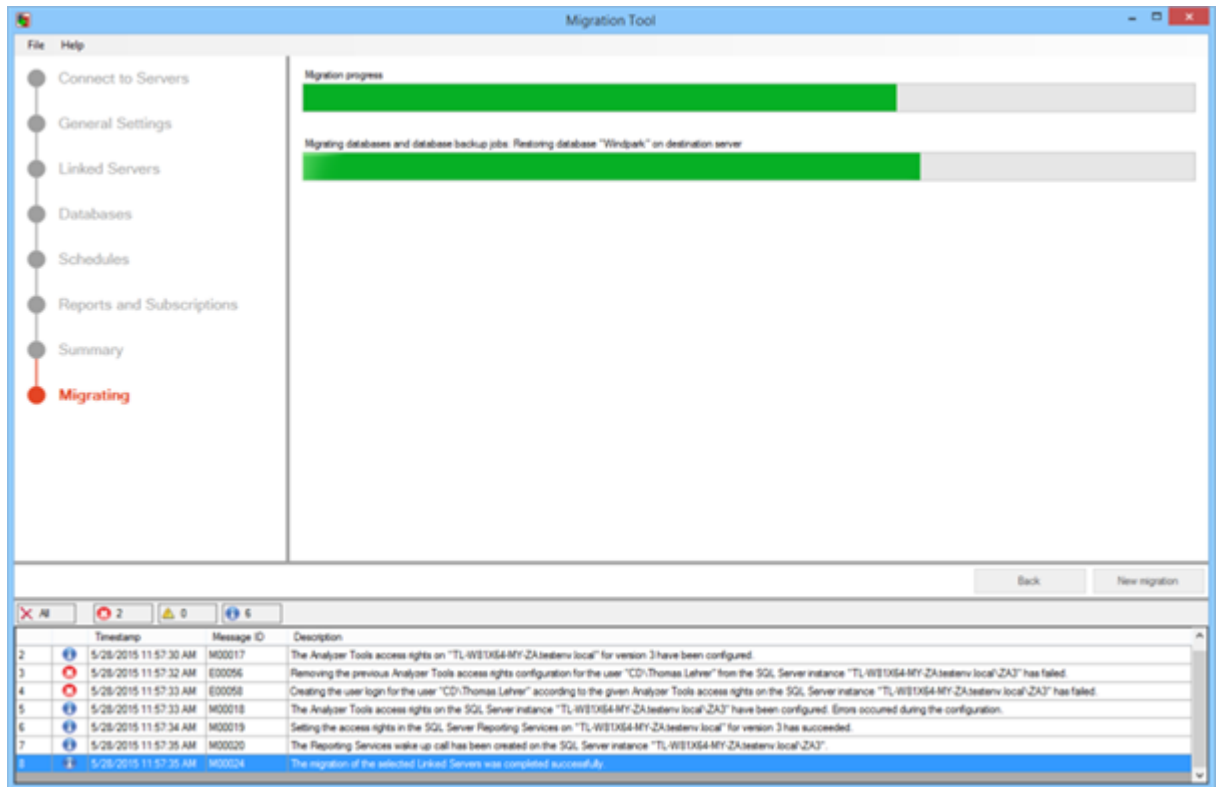 Migration Tool
File Help
Connect to Servers
General Settings
Linked Servers
Databases
Schedules
Reports and Subscriptions
Summary
Migrating
Migration progress
Migrating databases and database backup jobs. Restoring database "Windpark" on destination server
Back New migration
All 2 0 6
Timestamp Message ID Description
2 5/28/2015 11:57:30 AM M00017 The Analyzer Tools access rights on "TL-W81X64-MY-ZA.testenv.local" for version 3 have been configured.
3 5/28/2015 11:57:32 AM E00056 Removing the previous Analyzer Tools access rights configuration for the user "CD\Thomas.Lehrer" from the SQL Server instance "TL-W81X64-MY-ZA.testenv.local\ZA3" has failed.
4 5/28/2015 11:57:33 AM E00058 Creating the user login for the user "CD\Thomas.Lehrer" according to the given Analyzer Tools access rights on the SQL Server instance "TL-W81X64-MY-ZA.testenv.local\ZA3" has failed.
5 5/28/2015 11:57:33 AM M00018 The Analyzer Tools access rights on the SQL Server instance "TL-W81X64-MY-ZA.testenv.local\ZA3" have been configured. Errors occurred during the configuration.
6 5/28/2015 11:57:34 AM M00019 Setting the access rights in the SQL Server Reporting Services on "TL-W81X64-MY-ZA.testenv.local" for version 3 has succeeded.
7 5/28/2015 11:57:35 AM M00020 The Reporting Services wake up call has been created on the SQL Server instance "TL-W81X64-MY-ZA.testenv.local\ZA3".
8 5/28/2015 11:57:35 AM M00024 The migration of the selected Linked Servers was completed successfully.